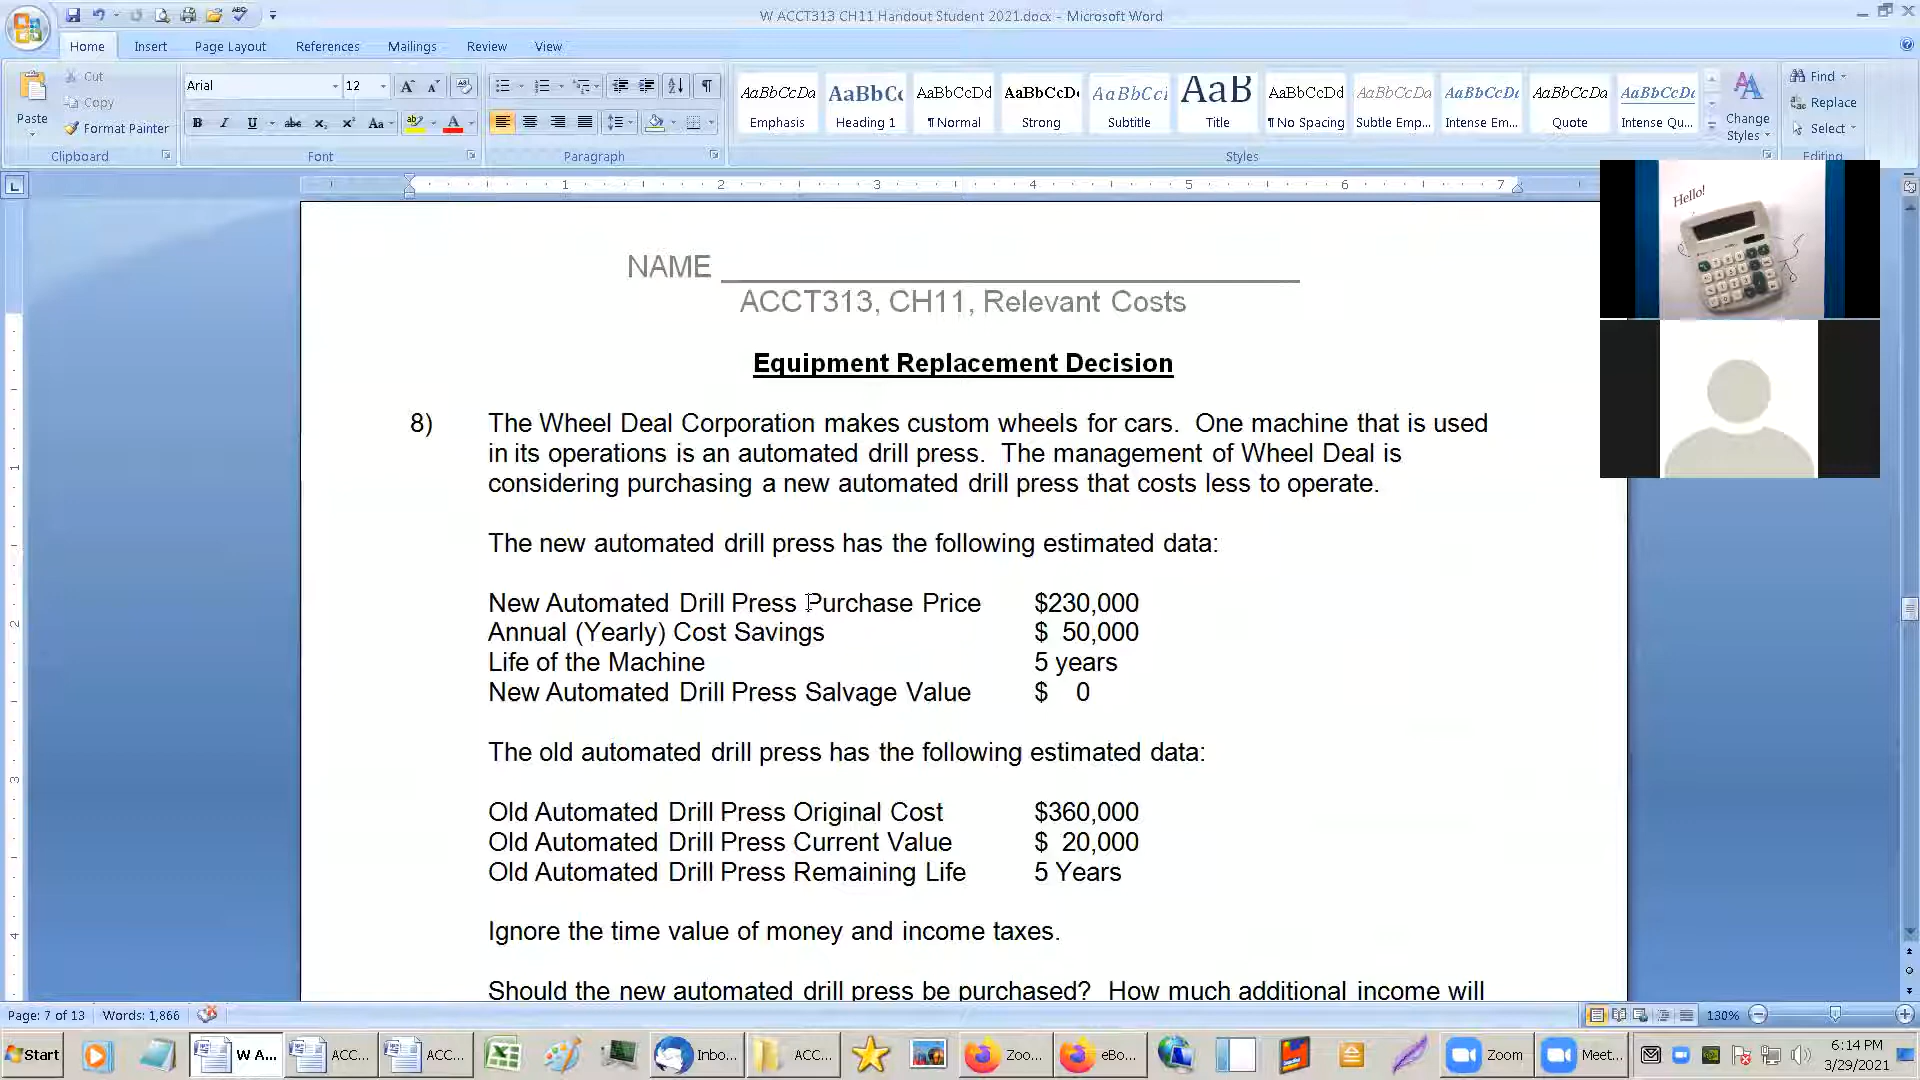 W ACCT313 CH11 Handout Student 2021.docx - Microsoft Word
Home Insert Page Layout References Mailings Review View
Cut
Copy
Format Painter
Paste
Clipboard
Arial 12
Font
Paragraph
AaBbCcDa AaBbCc AaBbCcDd AaBbCcDc AaBbCcI AaB AaBbCcDd AaBbCcDa AaBbCcDt AaBbCcDa AaBbCcDt
Emphasis Heading 1 ¶ Normal Strong Subtitle Title ¶ No Spacing Subtle Emp... Intense Em... Quote Intense Qu...
Change Styles
Styles
Find
Replace
Select
Editing
1 2 3 4 5 6 7
Hello!
NAME
ACCT313, CH11, Relevant Costs
Equipment Replacement Decision
8) The Wheel Deal Corporation makes custom wheels for cars. One machine that is used
in its operations is an automated drill press. The management of Wheel Deal is
considering purchasing a new automated drill press that costs less to operate.
The new automated drill press has the following estimated data:
New Automated Drill Press Purchase Price $230,000
Annual (Yearly) Cost Savings $ 50,000
Life of the Machine 5 years
New Automated Drill Press Salvage Value $ 0
The old automated drill press has the following estimated data:
Old Automated Drill Press Original Cost $360,000
Old Automated Drill Press Current Value $ 20,000
Old Automated Drill Press Remaining Life 5 Years
Ignore the time value of money and income taxes.
Should the new automated drill press be purchased? How much additional income will
Page: 7 of 13 Words: 1,866 130%
Start W A... ACC... ACC... Inbo... ACC... Zoo... eBo... Zoom Meet... 6:14 PM
3/29/2021